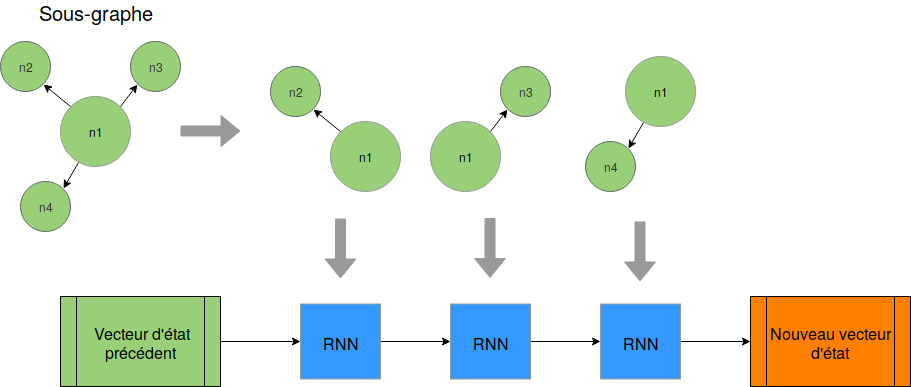 Sous-graphe
n2
n3
n1
n4
n2
n1
n3
n1
n1
n4
Vecteur d'état
précédent
RNN
RNN
RNN
Nouveau vecteur
d'état